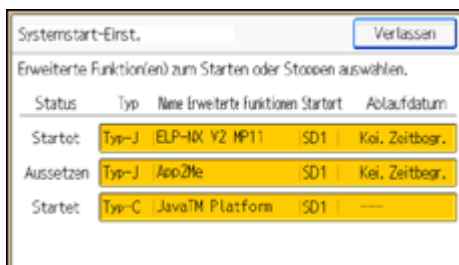 Systemstart-Einst. Verlassen
Erweiterte Funktion(en) zum Starten oder Stoppen auswählen.
Status Typ Name Erweiterte Funktionen Startort Ablaufdatum
Startet Typ-J ELP-NX V2 MP11 SD1 Kei. Zeitbegr.
Aussetzen Typ-J App2Me SD1 Kei. Zeitbegr.
Startet Typ-C JavaTM Platform SD1 ----